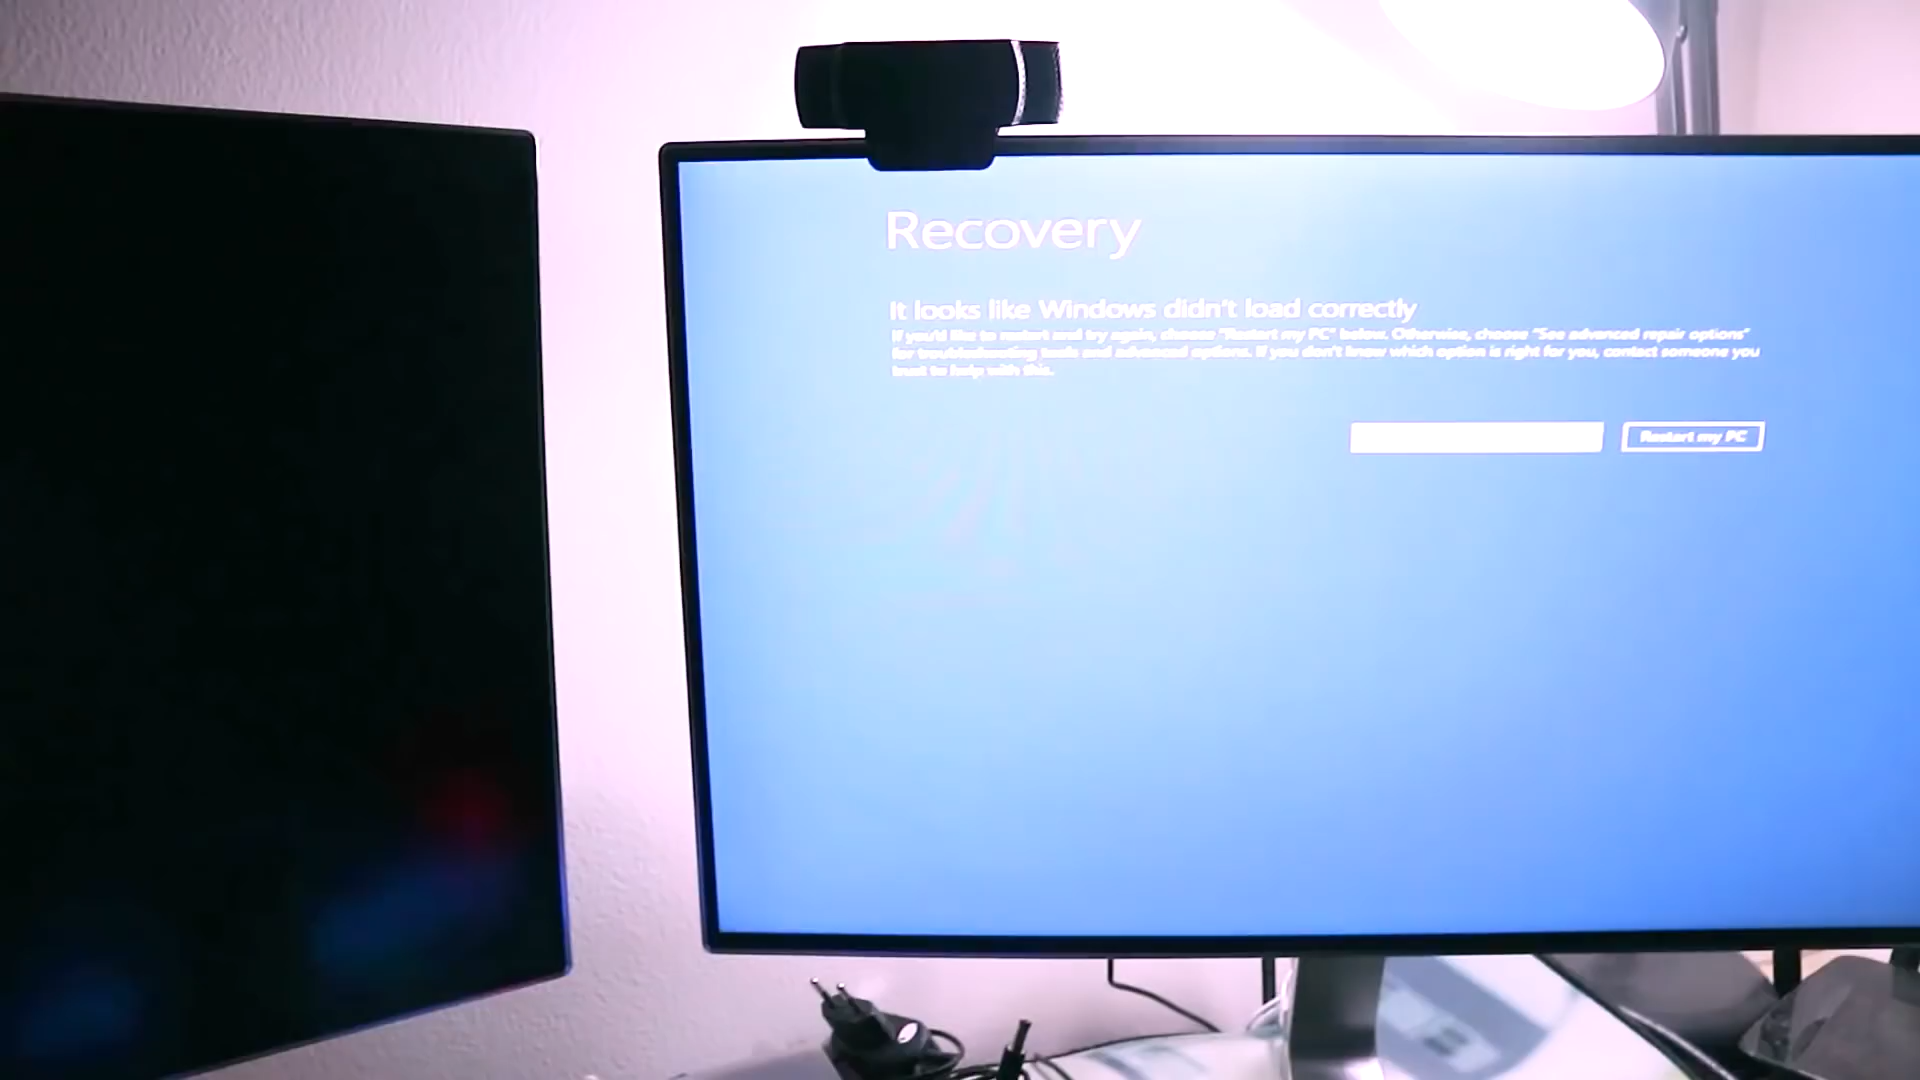 Recovery
It looks like Windows didn't load correctly
If you'd like to restart and try again, choose "Restart my PC" below. Otherwise, choose "See advanced repair options"
for troubleshooting tools and advanced options. If you don't know which option is right for you, contact someone you
trust to help with this.
Restart my PC